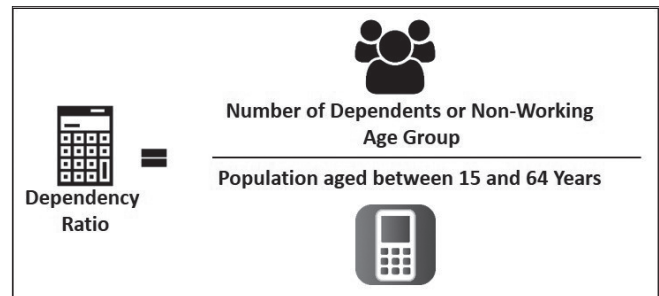 Dependency
Ratio
=
Number of Dependents or Non-Working
Age Group
Population aged between 15 and 64 Years